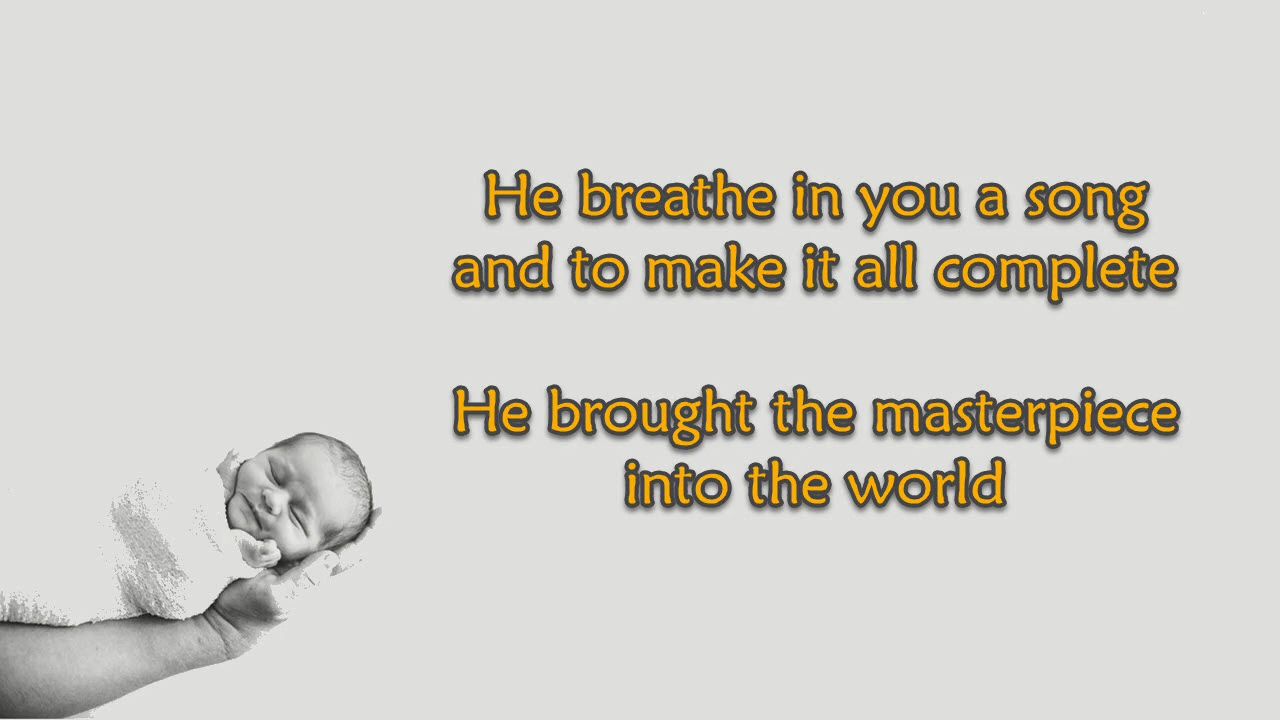 He breathe in you a song
and to make it all complete
He brought the masterpiece
into the world